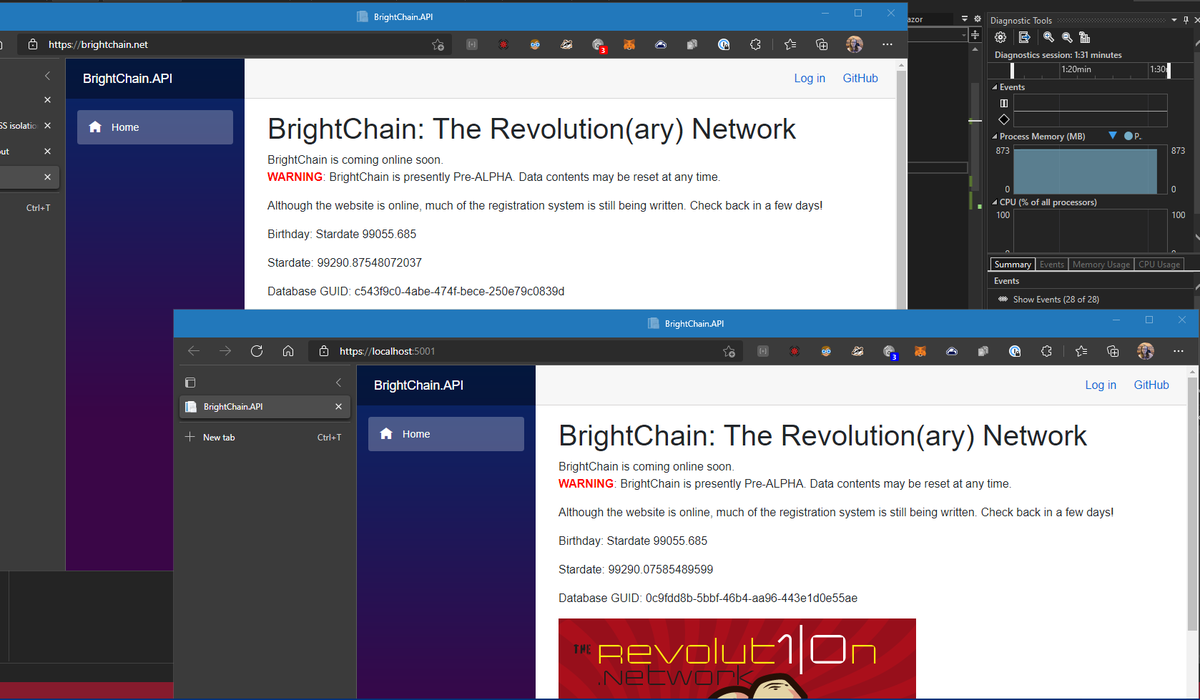 BrightChain.API
https://brightchain.net
3
BrightChain.API
Log in GitHub
Home
SS isolatio
out
Ctrl+T
BrightChain: The Revolution(ary) Network
BrightChain is coming online soon.
WARNING: BrightChain is presently Pre-ALPHA. Data contents may be reset at any time.
Although the website is online, much of the registration system is still being written. Check back in a few days!
Birthday: Stardate 99055.685
Stardate: 99290.87548072037
Database GUID: c543f9c0-4abe-474f-bece-250e79c0839d
azor
Diagnostic Tools
Diagnostics session: 1:31 minutes
1:20min 1:30
Events
Process Memory (MB) P..
873 873
0 0
CPU (% of all processors)
100 100
Summary Events Memory Usage CPU Usage
Events
Show Events (28 of 28)
BrightChain.API
https://localhost:5001
3
BrightChain.API
New tab Ctrl+T
BrightChain.API
Log in GitHub
Home
BrightChain: The Revolution(ary) Network
BrightChain is coming online soon.
WARNING: BrightChain is presently Pre-ALPHA. Data contents may be reset at any time.
Although the website is online, much of the registration system is still being written. Check back in a few days!
Birthday: Stardate 99055.685
Stardate: 99290.07585489599
Database GUID: 0c9fdd8b-5bbf-46b4-aa96-443e1d0e55ae
THE Revolut1|0n
.Network